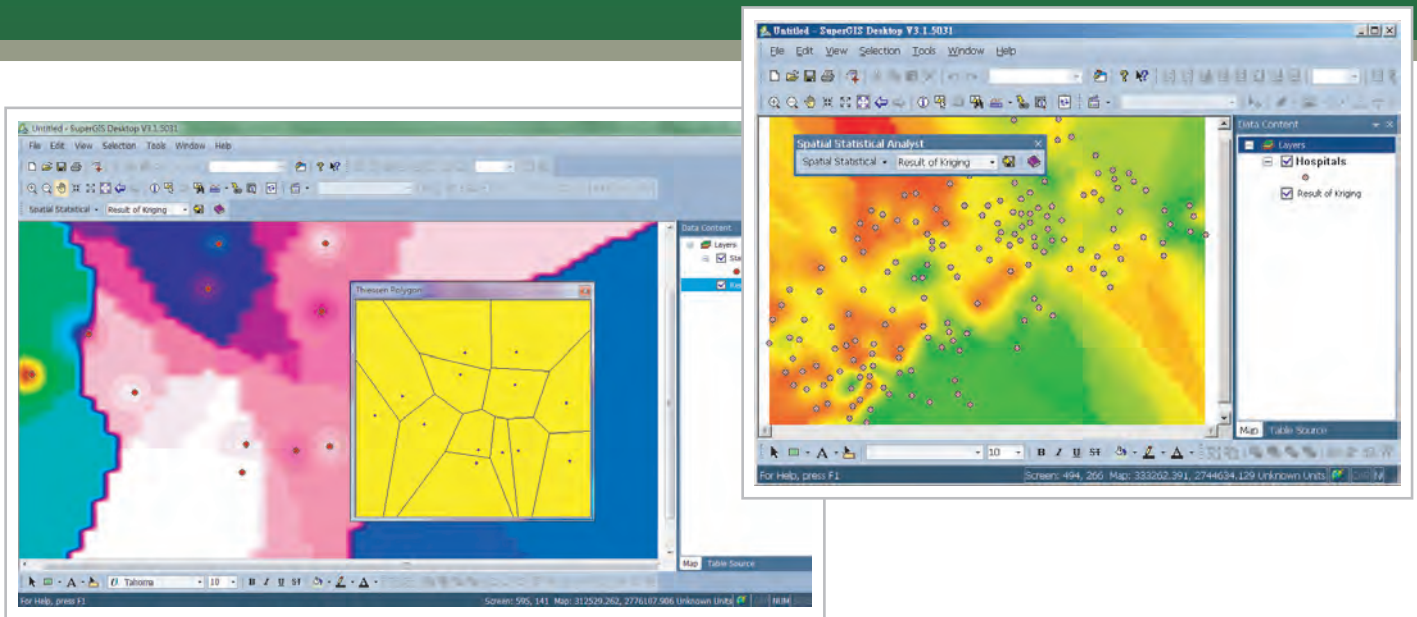 Untitled - SuperGIS Desktop V3.1.5031
File Edit View Selection Tools Window Help
Spatial Statistical Result of Kriging
Data Content
Layers
Thiessen Polygon
Map Table Source
A Tahoma 10 B I U A
For Help, press F1
Screen: 595, 141 Map: 312529.262, 2776107.906 Unknown Units NUM
Untitled - SuperGIS Desktop V3.1.5031
File Edit View Selection Tools Window Help
Spatial Statistical Analyst
Spatial Statistical Result of Kriging
Data Content
Layers
Hospitals
Result of Kriging
Map Table Source
A 10 B I U A
For Help, press F1
Screen: 494, 266 Map: 333262.391, 2744634.129 Unknown Units